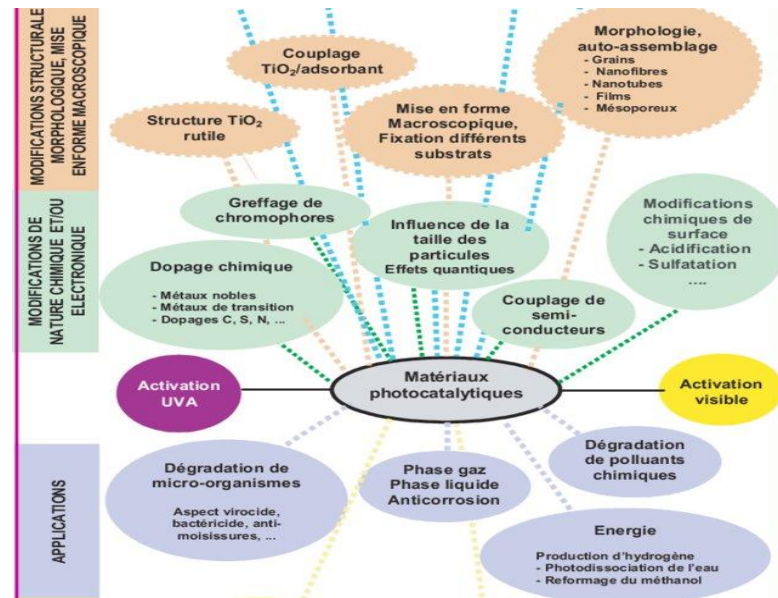 MODIFICATIONS STRUCTURALE
MORPHOLOGIQUE, MISE
ENFORME MACROSCOPIQUE
Couplage
TiO₂/adsorbant
Morphologie,
auto-assemblage
- Grains
- Nanofibres
- Nanotubes
- Films
- Mésoporeux
Structure TiO₂
rutile
Mise en forme
Macroscopique,
Fixation différents
substrats
MODIFICATIONS DE
NATURE CHIMIQUE ET/OU
ELECTRONIQUE
Greffage de
chromophores
Influence de la
taille des
particules
Effets quantiques
Modifications
chimiques de
surface
- Acidification
- Sulfatation
....
Dopage chimique
- Métaux nobles
- Métaux de transition
- Dopages C, S, N, ...
Couplage de
semi-
conducteurs
Activation
UVA
Matériaux
photocatalytiques
Activation
visible
APPLICATIONS
Dégradation de
micro-organismes
Aspect virocide,
bactéricide, anti-
moisissures, ...
Phase gaz
Phase liquide
Anticorrosion
Dégradation
de polluants
chimiques
Energie
Production d'hydrogène
- Photodissociation de l'eau
- Reformage du méthanol